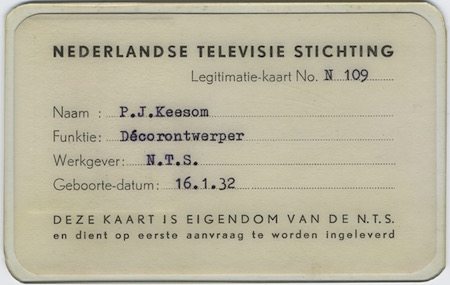 NEDERLANDSE TELEVISIE STICHTING
Legitimatie-kaart No. N 109
Naam : P.J.Keesom
Funktie: Décorontwerper
Werkgever: N.T.S.
Geboorte-datum: 16.1.32
DEZE KAART IS EIGENDOM VAN DE N.T.S.
en dient op eerste aanvraag te worden ingeleverd